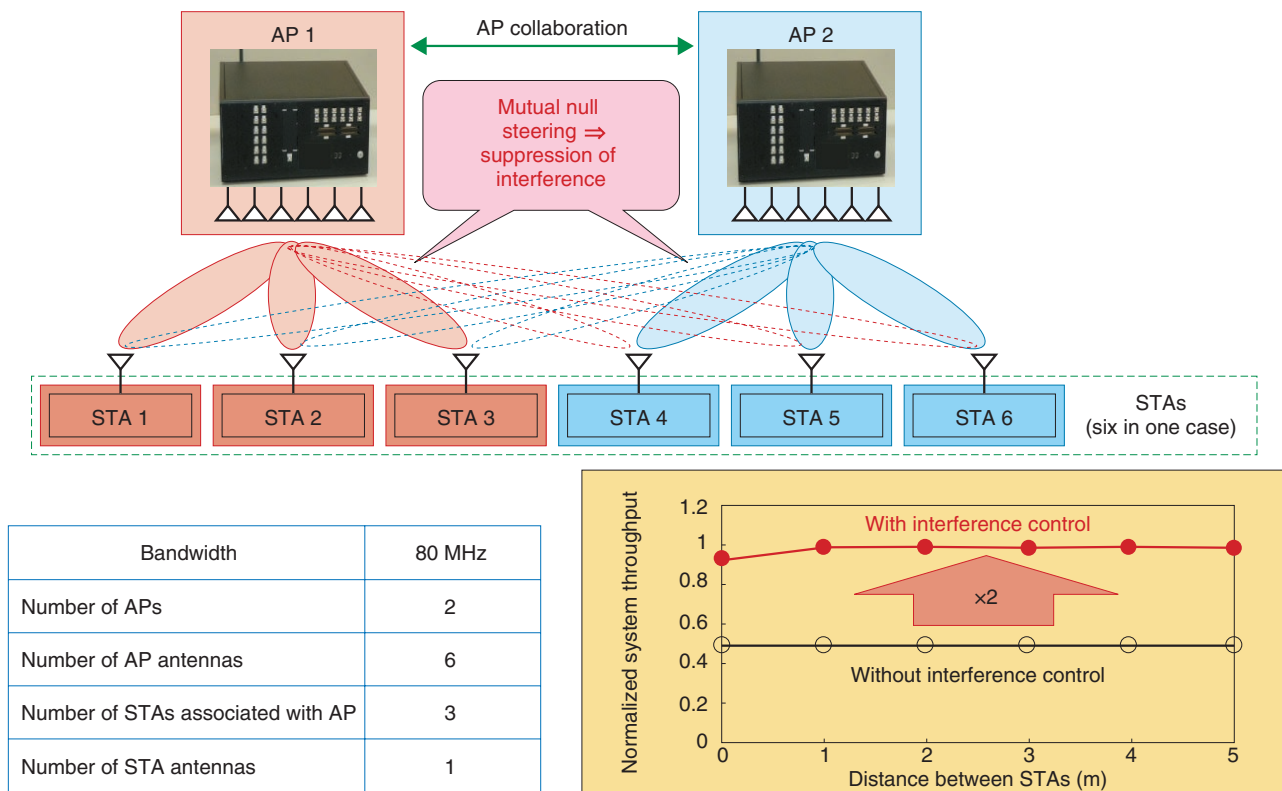 AP 1
AP collaboration
AP 2
Mutual null
steering ⇒
suppression of
interference
STA 1
STA 2
STA 3
STA 4
STA 5
STA 6
STAs
(six in one case)
Bandwidth 80 MHz
Number of APs 2
Number of AP antennas 6
Number of STAs associated with AP 3
Number of STA antennas 1
Normalized system throughput
1.2
1
0.8
0.6
0.4
0.2
0
With interference control
×2
Without interference control
0 1 2 3 4 5
Distance between STAs (m)